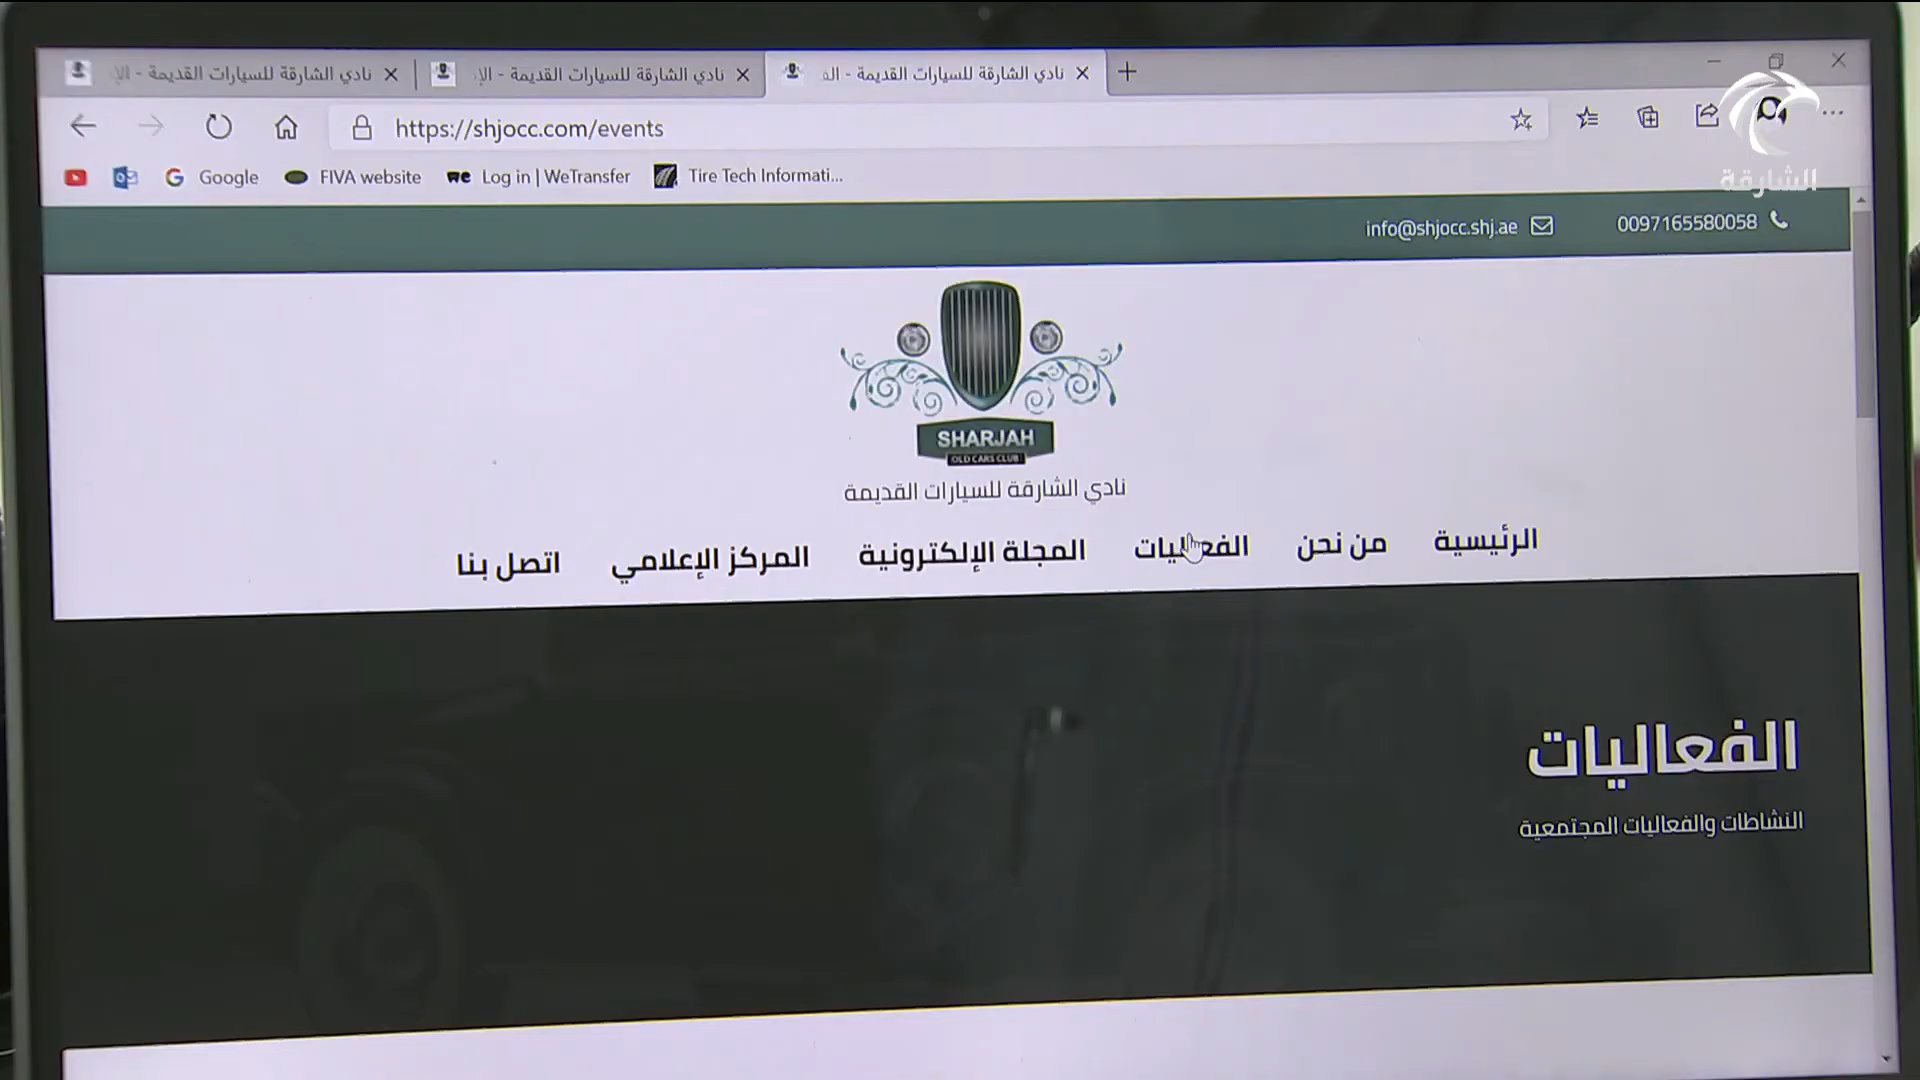 نادي الشارقة للسيارات القديمة - الإ
نادي الشارقة للسيارات القديمة - الإ
نادي الشارقة للسيارات القديمة - الف
https://shjocc.com/events
الشارقة
Google
FIVA website
we Log in | WeTransfer
Tire Tech Informati...
info@shjocc.shj.ae
0097165580058
SHARJAH
OLD CARS CLUB
نادي الشارقة للسيارات القديمة
الرئيسية من نحن الفعاليات المجلة الإلكترونية المركز الإعلامي اتصل بنا
الفعاليات
النشاطات والفعاليات المجتمعية